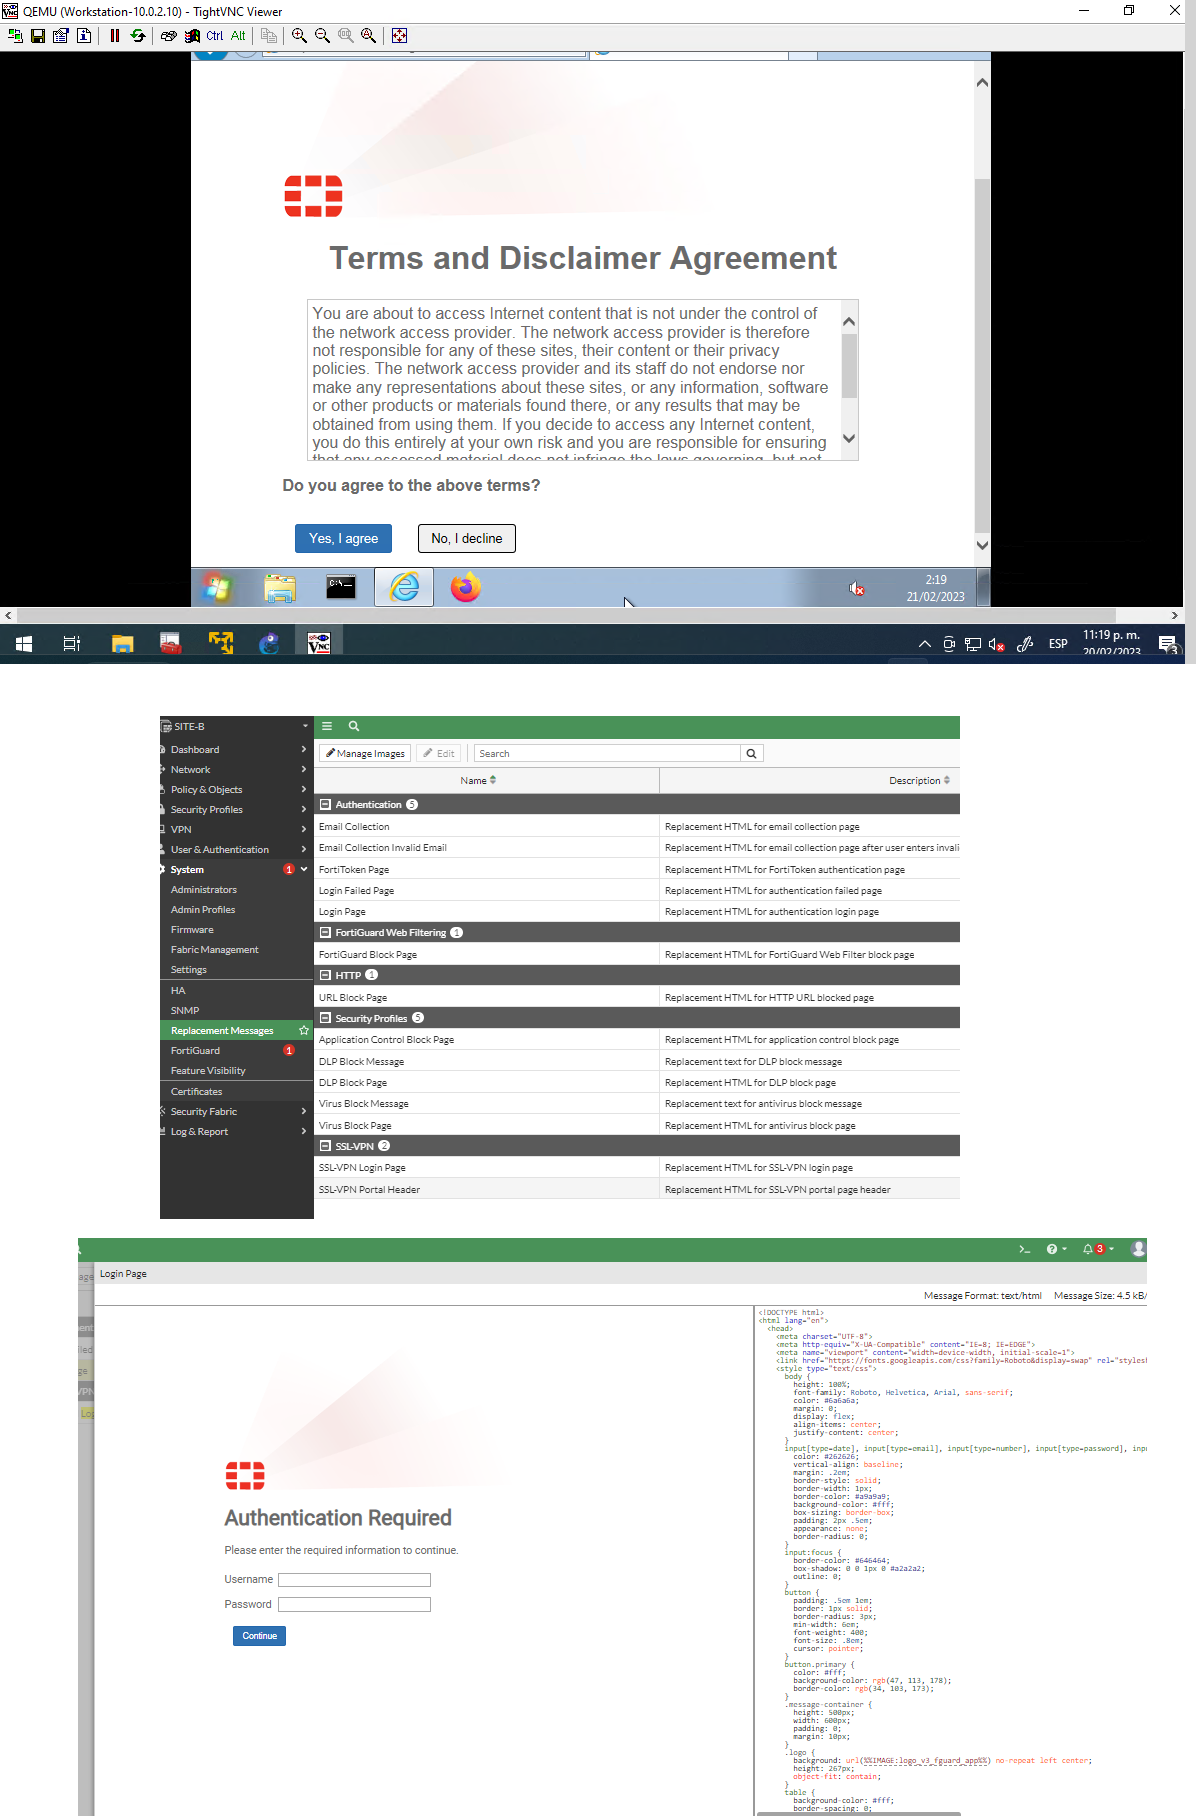 QEMU (Workstation-10.0.2.10) - TightVNC Viewer
Ctrl Alt
Terms and Disclaimer Agreement
You are about to access Internet content that is not under the control of
the network access provider. The network access provider is therefore
not responsible for any of these sites, their content or their privacy
policies. The network access provider and its staff do not endorse nor
make any representations about these sites, or any information, software
or other products or materials found there, or any results that may be
obtained from using them. If you decide to access any Internet content,
you do this entirely at your own risk and you are responsible for ensuring
that any accessed material does not infringe the laws governing, but not
Do you agree to the above terms?
Yes, I agree
No, I decline
2:19
21/02/2023
ESP
11:19 p. m.
20/02/2023
3
SITE-B
Dashboard
Network
Policy & Objects
Security Profiles
VPN
User & Authentication
System 1
Administrators
Admin Profiles
Firmware
Fabric Management
Settings
HA
SNMP
Replacement Messages
FortiGuard 1
Feature Visibility
Certificates
Security Fabric
Log & Report
Manage Images
Edit
Search
Name
Description
Authentication 5
Email Collection
Replacement HTML for email collection page
Email Collection Invalid Email
Replacement HTML for email collection page after user enters invali
FortiToken Page
Replacement HTML for FortiToken authentication page
Login Failed Page
Replacement HTML for authentication failed page
Login Page
Replacement HTML for authentication login page
FortiGuard Web Filtering 1
FortiGuard Block Page
Replacement HTML for FortiGuard Web Filter block page
HTTP 1
URL Block Page
Replacement HTML for HTTP URL blocked page
Security Profiles 5
Application Control Block Page
Replacement HTML for application control block page
DLP Block Message
Replacement text for DLP block message
DLP Block Page
Replacement HTML for DLP block page
Virus Block Message
Replacement text for antivirus block message
Virus Block Page
Replacement HTML for antivirus block page
SSL-VPN 2
SSL-VPN Login Page
Replacement HTML for SSL-VPN login page
SSL-VPN Portal Header
Replacement HTML for SSL-VPN portal page header
3
Login Page
Message Format: text/html
Message Size: 4.5 kB/
Authentication Required
Please enter the required information to continue.
Username
Password
Continue
<!DOCTYPE html>
<html lang="en">
<head>
<meta charset="UTF-8">
<meta http-equiv="X-UA-Compatible" content="IE=8; IE=EDGE">
<meta name="viewport" content="width=device-width, initial-scale=1">
<link href="https://fonts.googleapis.com/css?family=Roboto&display=swap" rel="styles
<style type="text/css">
body {
height: 100%;
font-family: Roboto, Helvetica, Arial, sans-serif;
color: #6a6a6a;
margin: 0;
display: flex;
align-items: center;
justify-content: center;
}
input[type=date], input[type=email], input[type=number], input[type=password], inp
color: #262626;
vertical-align: baseline;
margin: .2em;
border-style: solid;
border-width: 1px;
border-color: #a9a9a9;
background-color: #fff;
box-sizing: border-box;
padding: 2px .5em;
appearance: none;
border-radius: 0;
}
input:focus {
border-color: #646464;
box-shadow: 0 0 1px 0 #a2a2a2;
outline: 0;
}
button {
padding: .5em 1em;
border: 1px solid;
border-radius: 3px;
min-width: 6em;
font-weight: 400;
font-size: .8em;
cursor: pointer;
}
button.primary {
color: #fff;
background-color: rgb(47, 113, 178);
border-color: rgb(34, 103, 173);
}
.message-container {
height: 500px;
width: 600px;
padding: 0;
margin: 10px;
}
.logo {
background: url(%%IMAGE:logo_v3_fguard_app%%) no-repeat left center;
height: 267px;
object-fit: contain;
}
table {
background-color: #fff;
border-spacing: 0;